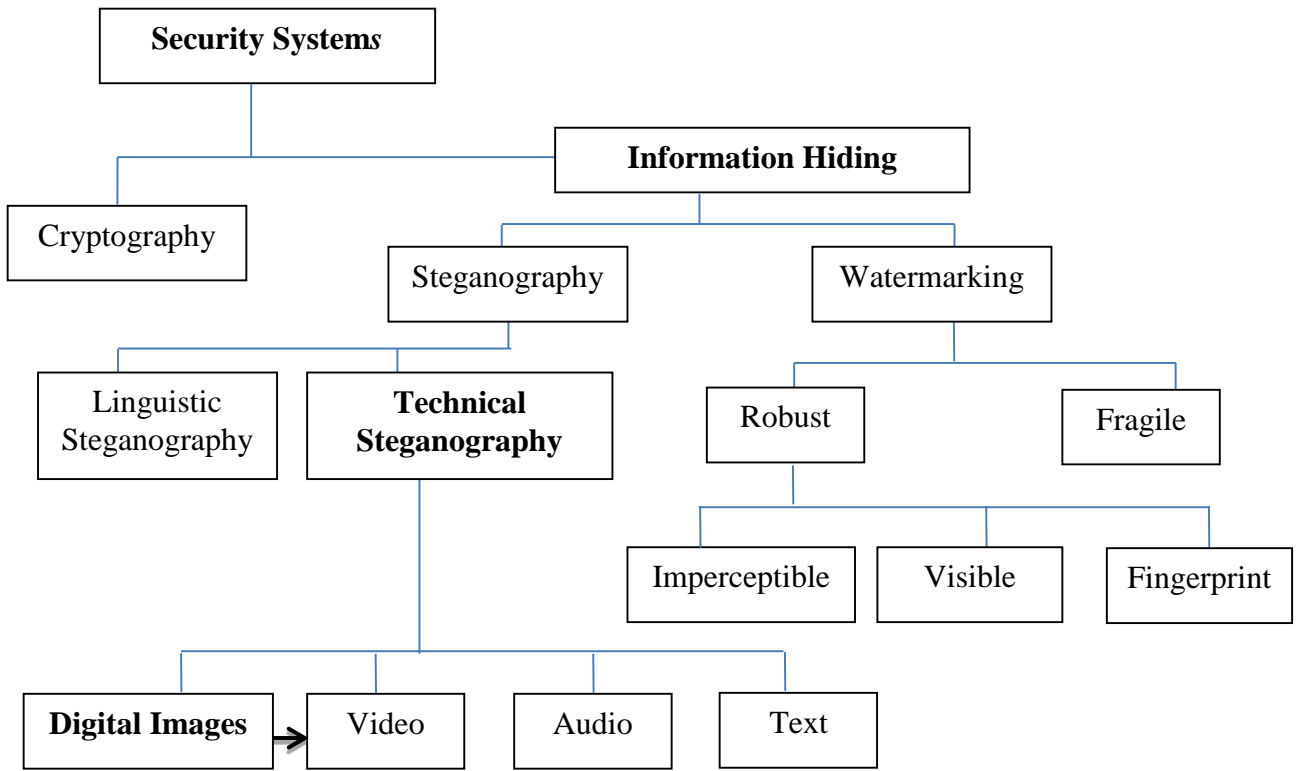 Security Systems
Information Hiding
Cryptography
Steganography
Watermarking
Linguistic
Steganography
Technical
Steganography
Robust
Fragile
Imperceptible
Visible
Fingerprint
Digital Images
Video
Audio
Text